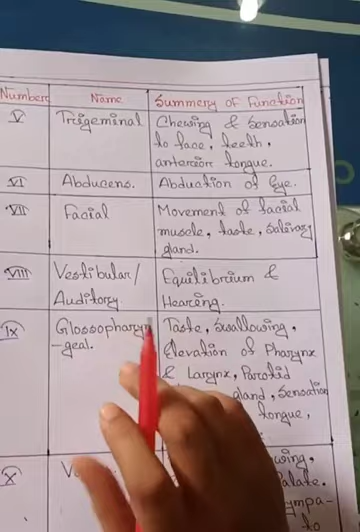 Number Name Summery of Function
V Trigeminal Chewing & Sensation
to face, teeth,
anterior tongue.
VI Abducens. Abduction of Eye.
VII Facial Movement of facial
muscle, taste, salivary
gland.
VIII Vestibular/ Equilibrium &
Auditory. Hearing.
IX Glossopharyn Taste, Swallowing,
-geal. Elevation of Pharynx
& Larynx, Parotid
gland, Sensation
tongue,
X
to